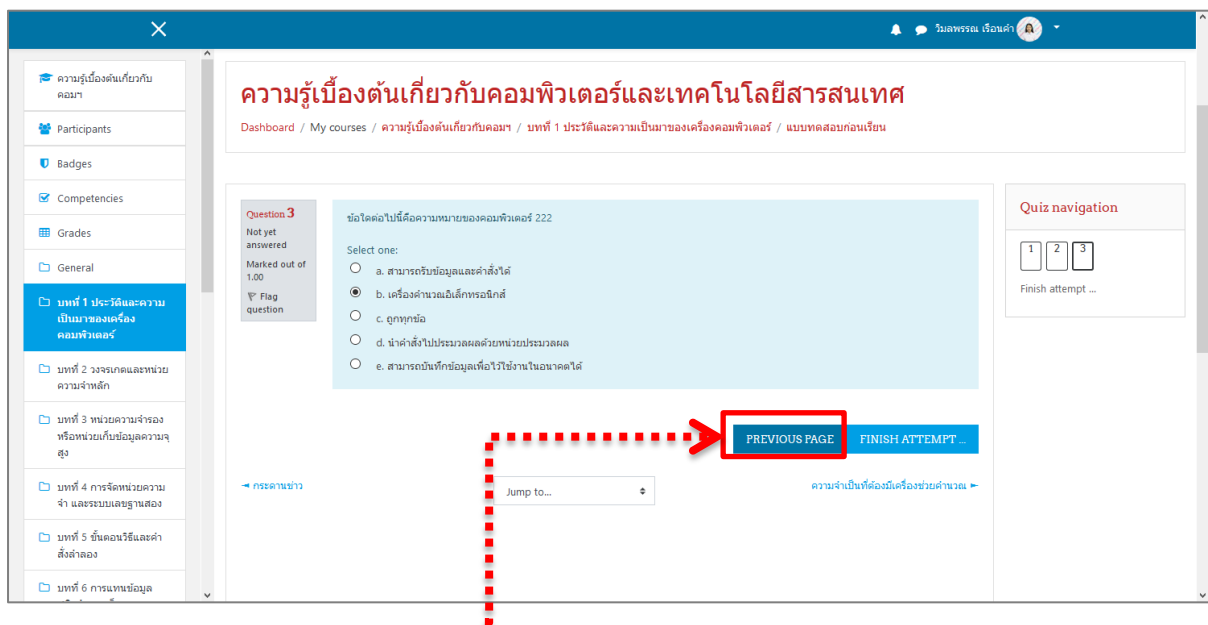 วิมลพรรณ เรือนคำ
ความรู้เบื้องต้นเกี่ยวกับ
คอมฯ
Participants
Badges
Competencies
Grades
General
บทที่ 1 ประวัติและความ
เป็นมาของเครื่อง
คอมพิวเตอร์
บทที่ 2 วงจรเกตและหน่วย
ความจำหลัก
บทที่ 3 หน่วยความจำรอง
หรือหน่วยเก็บข้อมูลความจุ
สูง
บทที่ 4 การจัดหน่วยความ
จำ และระบบเลขฐานสอง
บทที่ 5 ขั้นตอนวิธีและคำ
สั่งลำลอง
บทที่ 6 การแทนข้อมูล
ความรู้เบื้องต้นเกี่ยวกับคอมพิวเตอร์และเทคโนโลยีสารสนเทศ
Dashboard / My courses / ความรู้เบื้องต้นเกี่ยวกับคอมฯ / บทที่ 1 ประวัติและความเป็นมาของเครื่องคอมพิวเตอร์ / แบบทดสอบก่อนเรียน
Question 3
Not yet
answered
Marked out of
1.00
Flag
question
ข้อใดต่อไปนี้คือความหมายของคอมพิวเตอร์ 222
Select one:
a. สามารถรับข้อมูลและคำสั่งได้
b. เครื่องคำนวณอิเล็กทรอนิกส์
c. ถูกทุกข้อ
d. นำคำสั่งไปประมวลผลด้วยหน่วยประมวลผล
e. สามารถบันทึกข้อมูลเพื่อไว้ใช้งานในอนาคตได้
PREVIOUS PAGE
FINISH ATTEMPT ...
◄ กระดานข่าว
Jump to...
ความจำเป็นที่ต้องมีเครื่องช่วยคำนวณ ►
Quiz navigation
1 2 3
Finish attempt ...